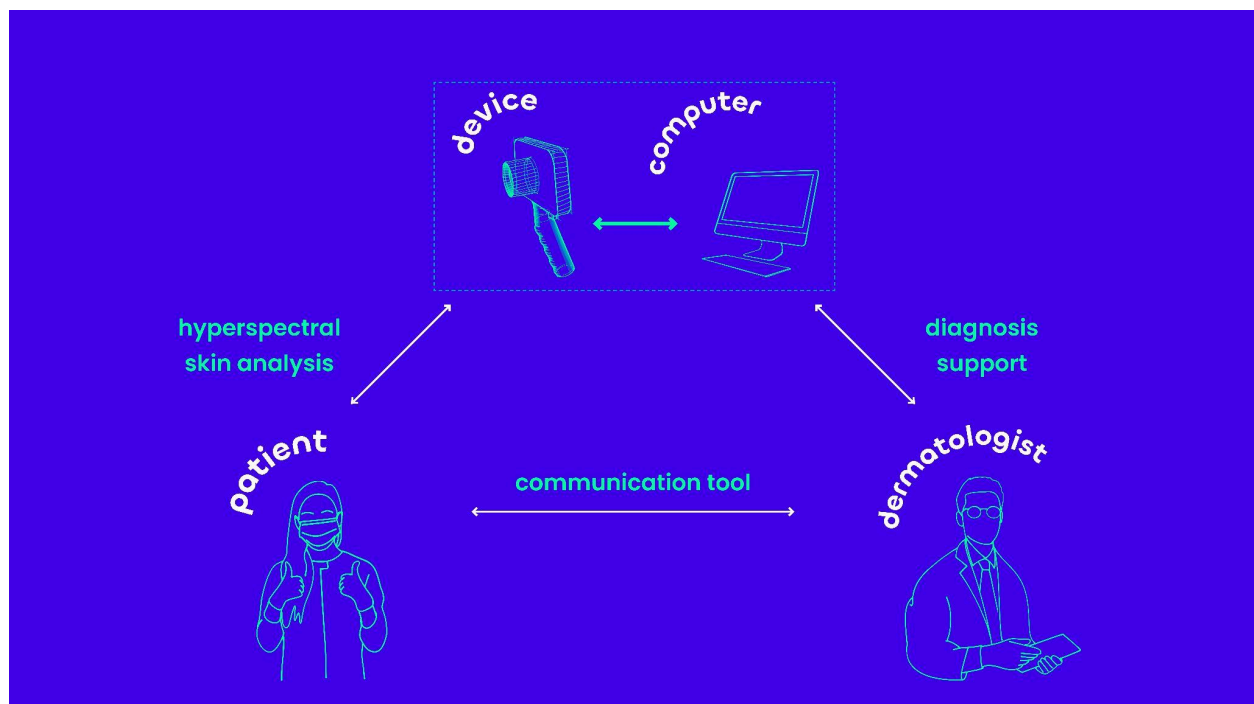 device
computer
hyperspectral
skin analysis
diagnosis
support
patient
communication tool
dermatologist